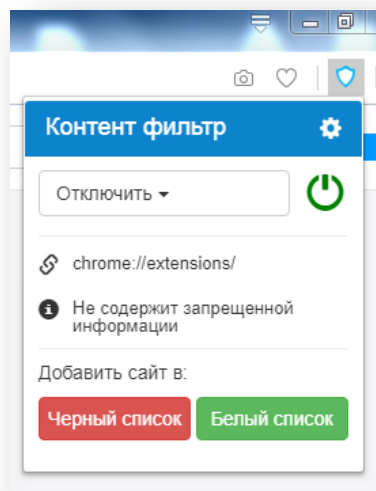 Контент фильтр
Отключить
chrome://extensions/
Не содержит запрещенной
информации
Добавить сайт в:
Черный список Белый список